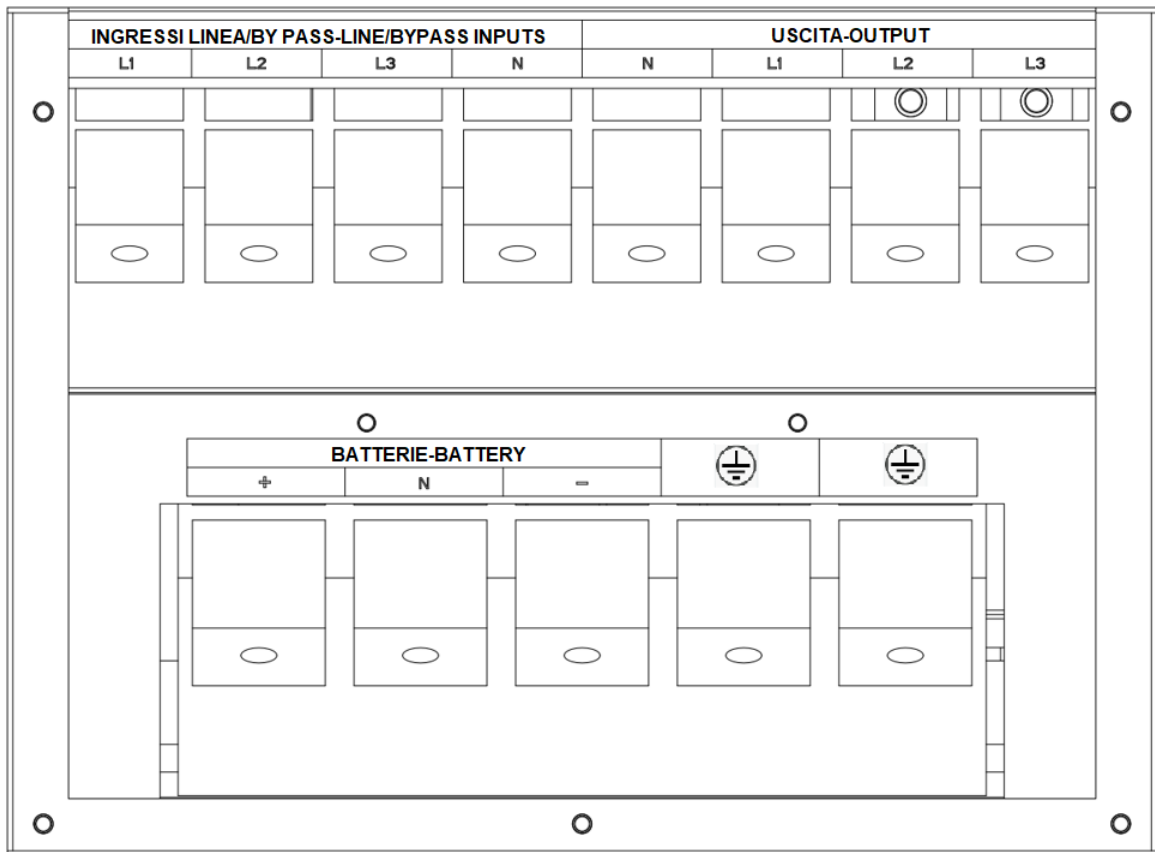 INGRESSI LINEA/BY PASS-LINE/BYPASS INPUTS USCITA-OUTPUT
L1 L2 L3 N N L1 L2 L3
BATTERIE-BATTERY
+ N -